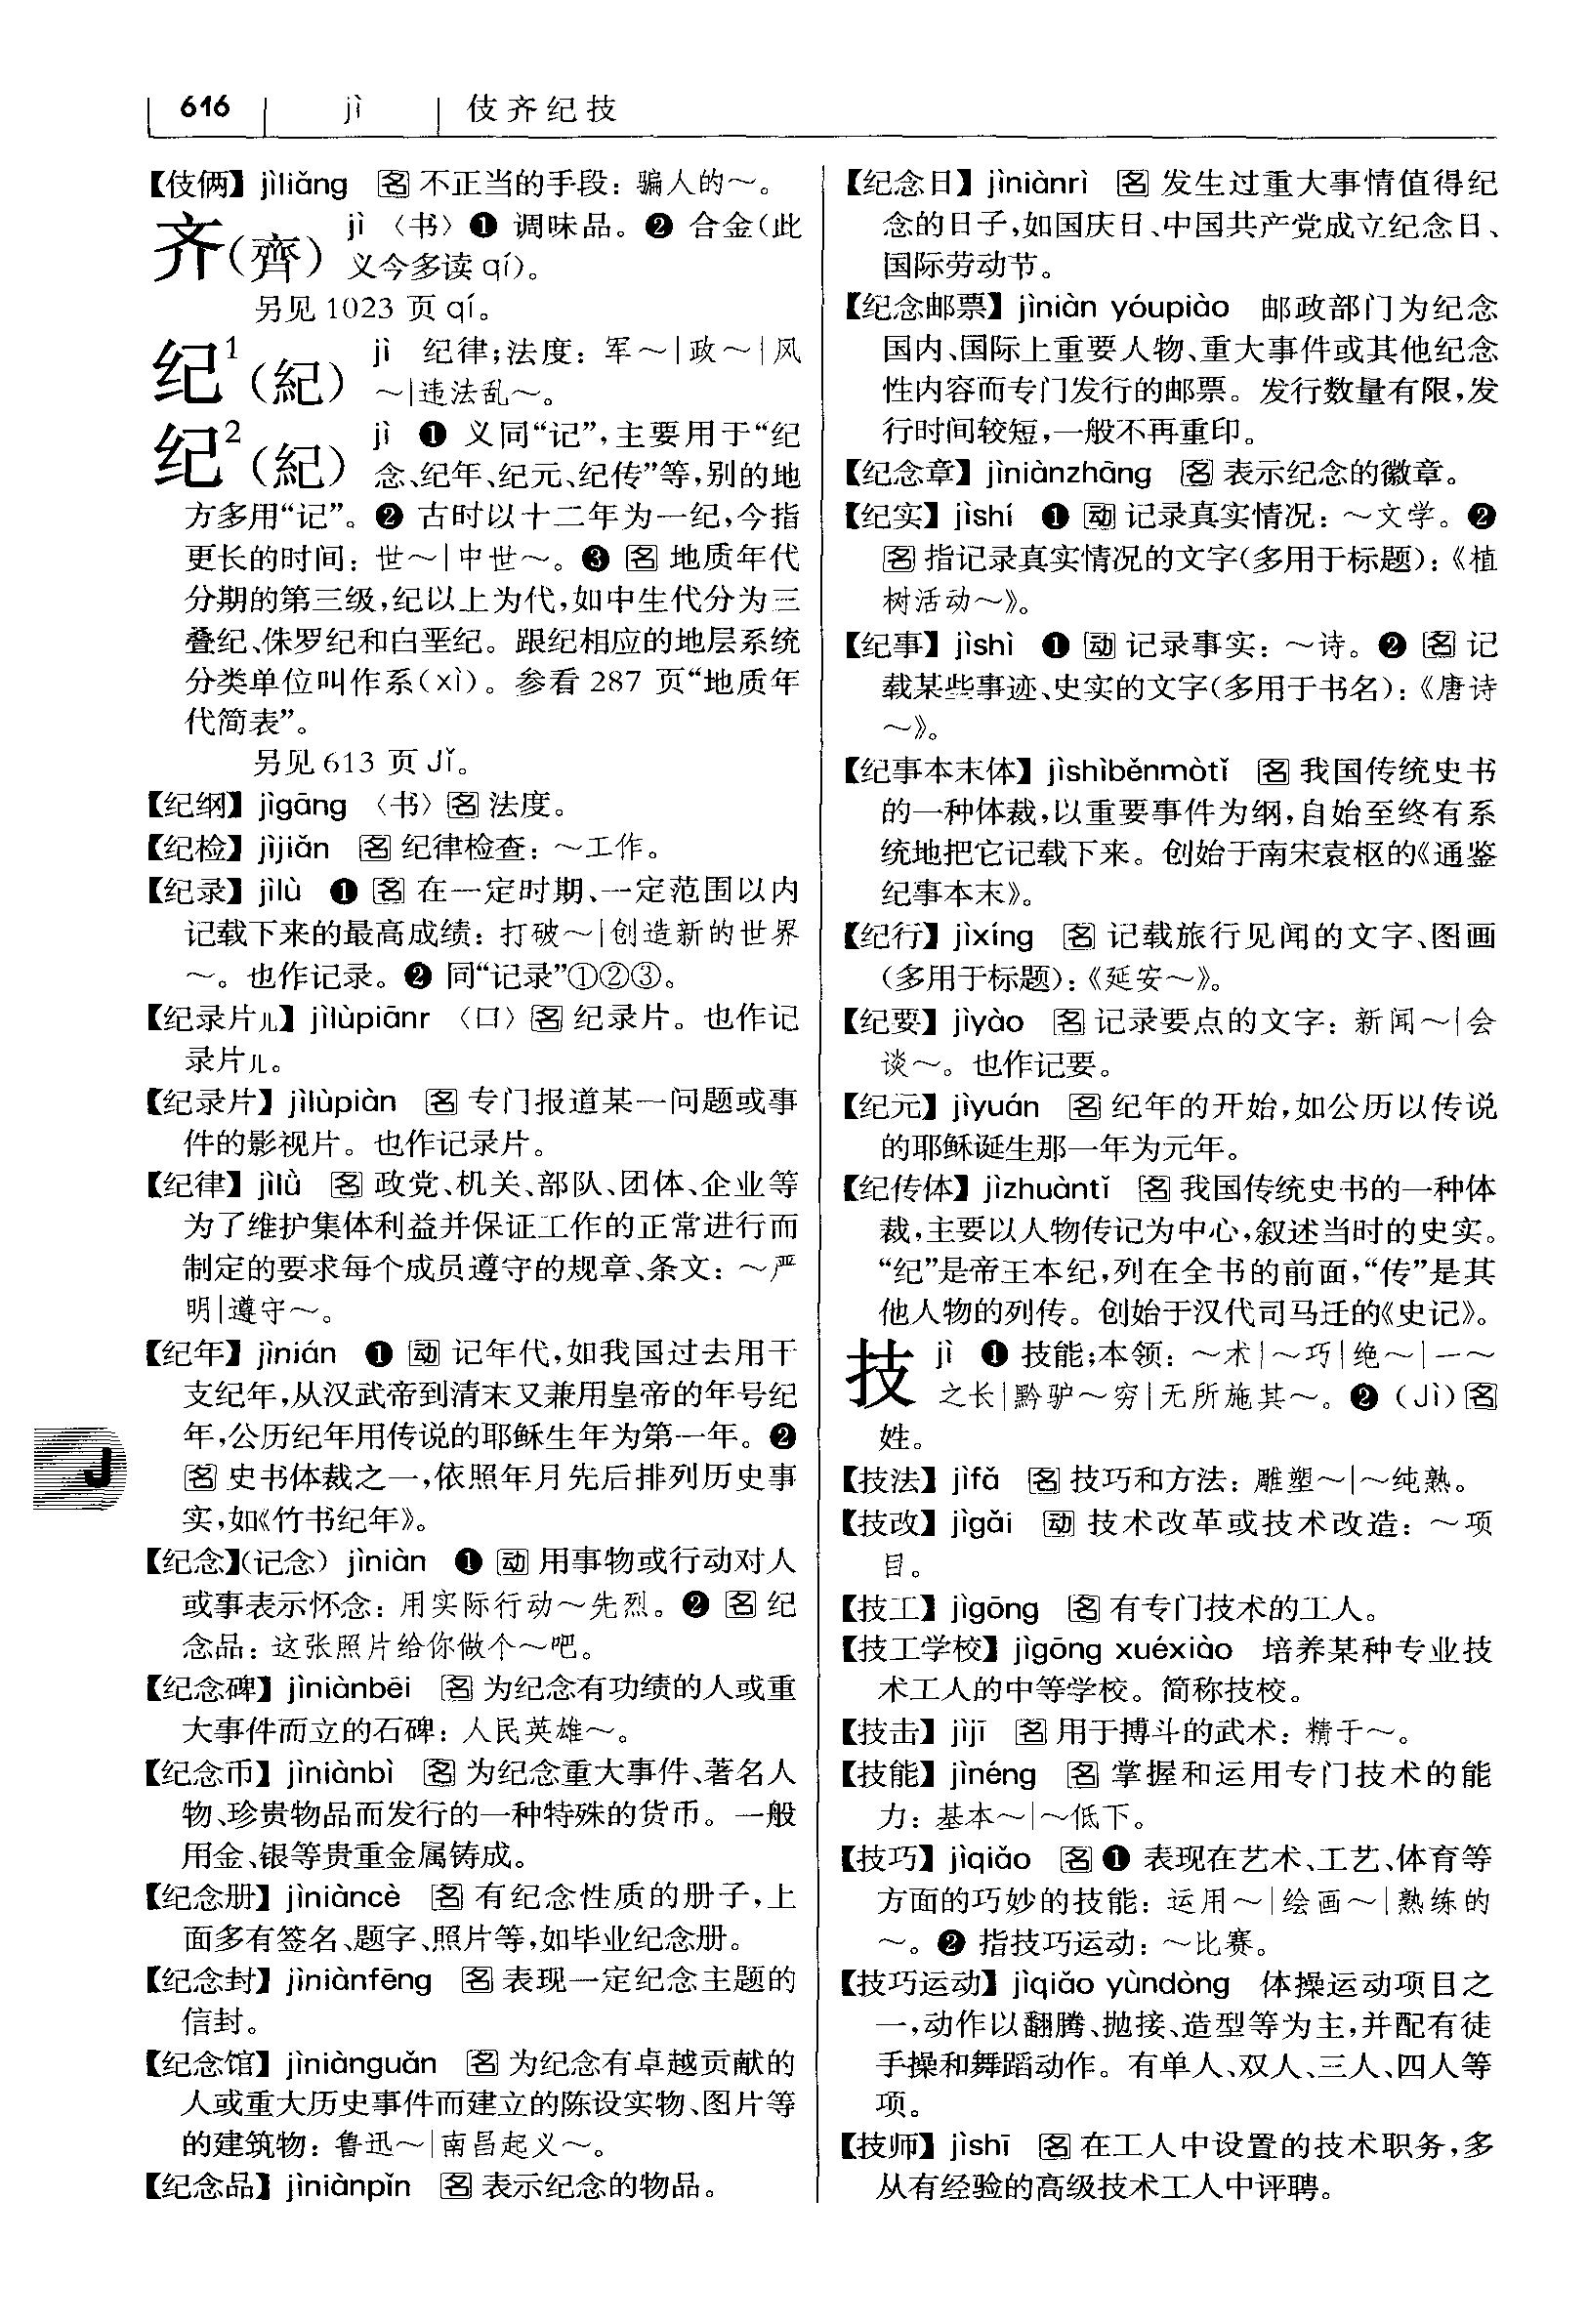 616 jì 伎齐纪技
【伎俩】jìliǎng 名 不正当的手段：骗人的～。
齐(齊) jì 〈书〉❶ 调味品。❷ 合金(此
义今多读 qí)。
另见 1023 页 qí。
纪¹(紀) jì 纪律;法度：军～|政～|风
～|违法乱～。
纪²(紀) jì ❶ 义同“记”,主要用于“纪
念、纪年、纪元、纪传”等,别的地
方多用“记”。❷ 古时以十二年为一纪,今指
更长的时间：世～|中世～。❸ 名 地质年代
分期的第三级,纪以上为代,如中生代分为三
叠纪、侏罗纪和白垩纪。跟纪相应的地层系统
分类单位叫作系(xì)。参看 287 页“地质年
代简表”。
另见 613 页 Jǐ。
【纪纲】jìgāng 〈书〉名 法度。
【纪检】jìjiǎn 名 纪律检查：～工作。
【纪录】jìlù ❶ 名 在一定时期、一定范围以内
记载下来的最高成绩：打破～|创造新的世界
～。也作记录。❷ 同“记录”①②③。
【纪录片儿】jìlùpiānr 〈口〉名 纪录片。也作记
录片儿。
【纪录片】jìlùpiàn 名 专门报道某一问题或事
件的影视片。也作记录片。
【纪律】jìlǜ 名 政党、机关、部队、团体、企业等
为了维护集体利益并保证工作的正常进行而
制定的要求每个成员遵守的规章、条文：～严
明|遵守～。
【纪年】jìnián ❶ 动 记年代,如我国过去用干
支纪年,从汉武帝到清末又兼用皇帝的年号纪
年,公历纪年用传说的耶稣生年为第一年。❷
名 史书体裁之一,依照年月先后排列历史事
实,如《竹书纪年》。
【纪念】(记念) jìniàn ❶ 动 用事物或行动对人
或事表示怀念：用实际行动～先烈。❷ 名 纪
念品：这张照片给你做个～吧。
【纪念碑】jìniànbēi 名 为纪念有功绩的人或重
大事件而立的石碑：人民英雄～。
【纪念币】jìniànbì 名 为纪念重大事件、著名人
物、珍贵物品而发行的一种特殊的货币。一般
用金、银等贵重金属铸成。
【纪念册】jìniàncè 名 有纪念性质的册子,上
面多有签名、题字、照片等,如毕业纪念册。
【纪念封】jìniànfēng 名 表现一定纪念主题的
信封。
【纪念馆】jìniànguǎn 名 为纪念有卓越贡献的
人或重大历史事件而建立的陈设实物、图片等
的建筑物：鲁迅～|南昌起义～。
【纪念品】jìniànpǐn 名 表示纪念的物品。
J
【纪念日】jìniànrì 名 发生过重大事情值得纪
念的日子,如国庆日、中国共产党成立纪念日、
国际劳动节。
【纪念邮票】jìniàn yóupiào 邮政部门为纪念
国内、国际上重要人物、重大事件或其他纪念
性内容而专门发行的邮票。发行数量有限,发
行时间较短,一般不再重印。
【纪念章】jìniànzhāng 名 表示纪念的徽章。
【纪实】jìshí ❶ 动 记录真实情况：～文学。❷
名 指记录真实情况的文字(多用于标题)：《植
树活动～》。
【纪事】jìshì ❶ 动 记录事实：～诗。❷ 名 记
载某些事迹、史实的文字(多用于书名)：《唐诗
～》。
【纪事本末体】jìshìběnmòtǐ 名 我国传统史书
的一种体裁,以重要事件为纲,自始至终有系
统地把它记载下来。创始于南宋袁枢的《通鉴
纪事本末》。
【纪行】jìxíng 名 记载旅行见闻的文字、图画
(多用于标题)：《延安～》。
【纪要】jìyào 名 记录要点的文字：新闻～|会
谈～。也作记要。
【纪元】jìyuán 名 纪年的开始,如公历以传说
的耶稣诞生那一年为元年。
【纪传体】jìzhuàntǐ 名 我国传统史书的一种体
裁,主要以人物传记为中心,叙述当时的史实。
“纪”是帝王本纪,列在全书的前面,“传”是其
他人物的列传。创始于汉代司马迁的《史记》。
技 jì ❶ 技能;本领：～术|～巧|绝～|一～
之长|黔驴～穷|无所施其～。❷ (Jì) 名
姓。
【技法】jìfǎ 名 技巧和方法：雕塑～|～纯熟。
【技改】jìgǎi 动 技术改革或技术改造：～项
目。
【技工】jìgōng 名 有专门技术的工人。
【技工学校】jìgōng xuéxiào 培养某种专业技
术工人的中等学校。简称技校。
【技击】jìjī 名 用于搏斗的武术：精于～。
【技能】jìnéng 名 掌握和运用专门技术的能
力：基本～|～低下。
【技巧】jìqiǎo 名 ❶ 表现在艺术、工艺、体育等
方面的巧妙的技能：运用～|绘画～|熟练的
～。❷ 指技巧运动：～比赛。
【技巧运动】jìqiǎo yùndòng 体操运动项目之
一,动作以翻腾、抛接、造型等为主,并配有徒
手操和舞蹈动作。有单人、双人、三人、四人等
项。
【技师】jìshī 名 在工人中设置的技术职务,多
从有经验的高级技术工人中评聘。